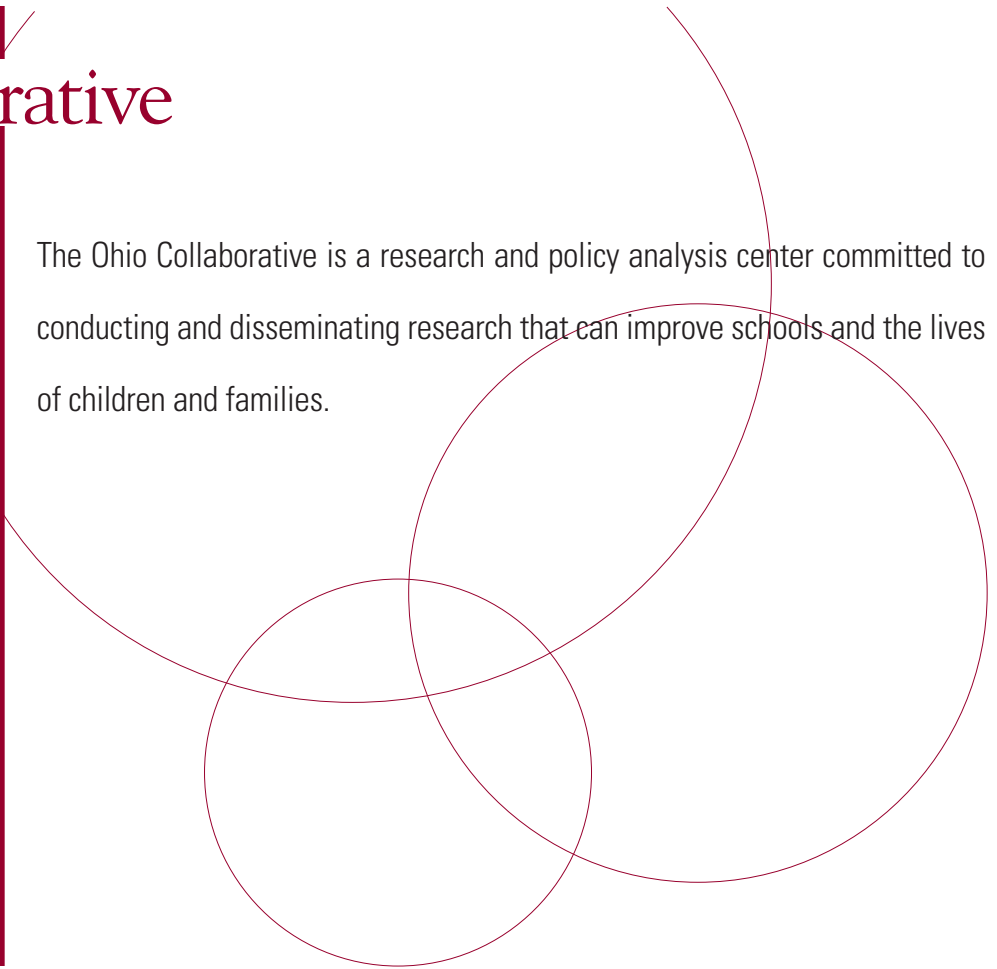 rative
The Ohio Collaborative is a research and policy analysis center committed to
conducting and disseminating research that can improve schools and the lives
of children and families.